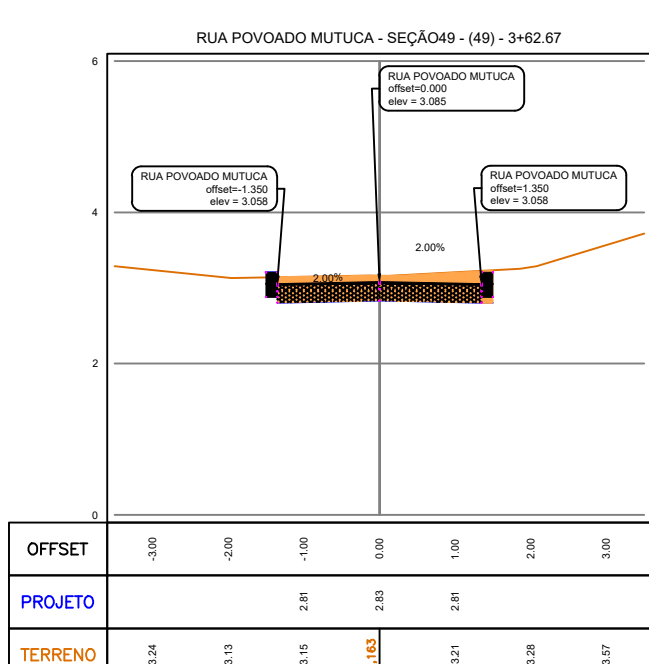 RUA POVOADO MUTUCA - SEÇÃO49 - (49) - 3+62.67
6
RUA POVOADO MUTUCA
offset=0.000
elev = 3.085
RUA POVOADO MUTUCA
offset=-1.350
elev = 3.058
RUA POVOADO MUTUCA
offset=1.350
elev = 3.058
4
2.00%
2.00%
2
0
OFFSET -3.00 -2.00 -1.00 0.00 1.00 2.00 3.00
PROJETO 2.81 2.83 2.81
TERRENO 3.24 3.13 3.15 ,163 3.21 3.28 3.57